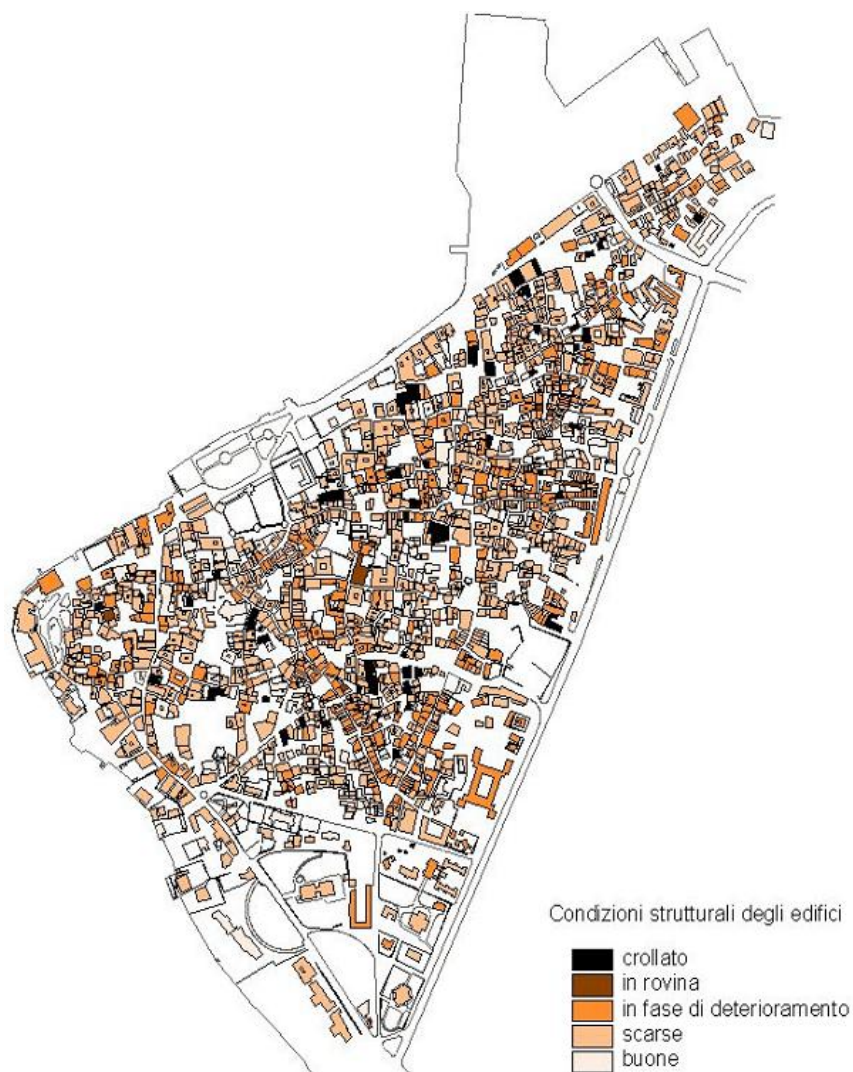 Condizioni strutturali degli edifici
crollato
in rovina
in fase di deterioramento
scarse
buone